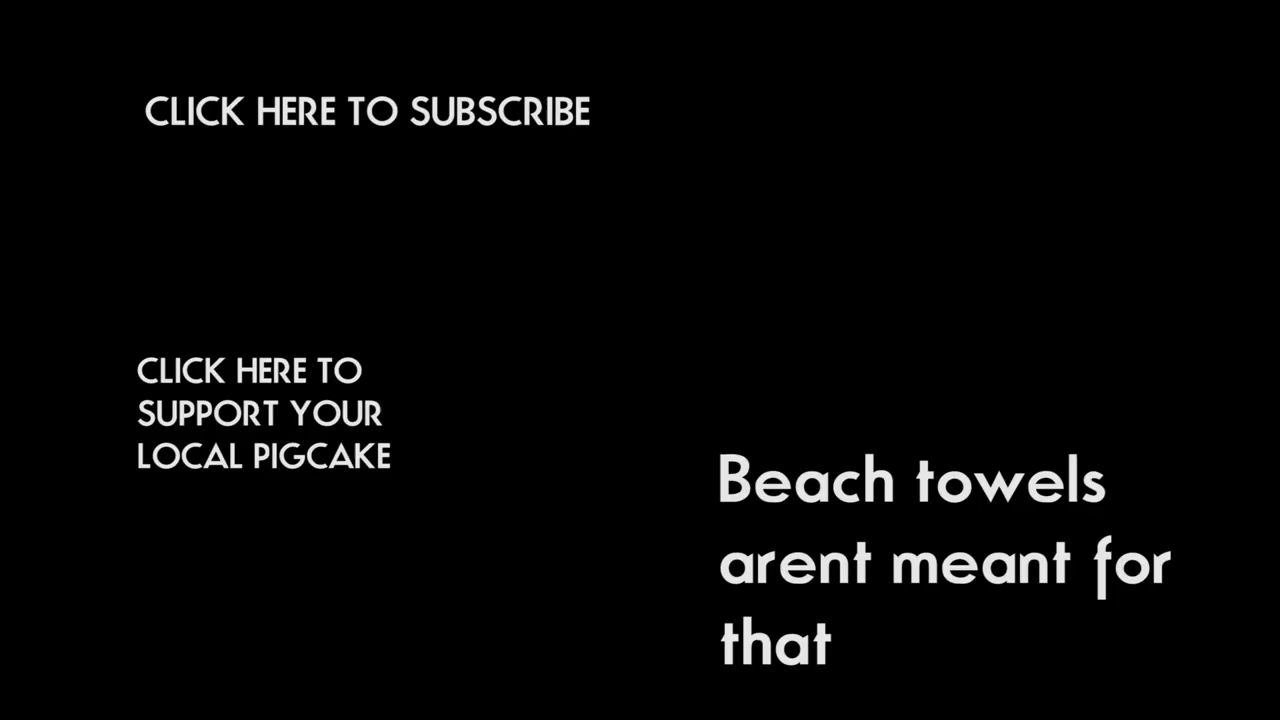 CLICK HERE TO SUBSCRIBE
CLICK HERE TO
SUPPORT YOUR
LOCAL PIGCAKE
Beach towels
arent meant for
that